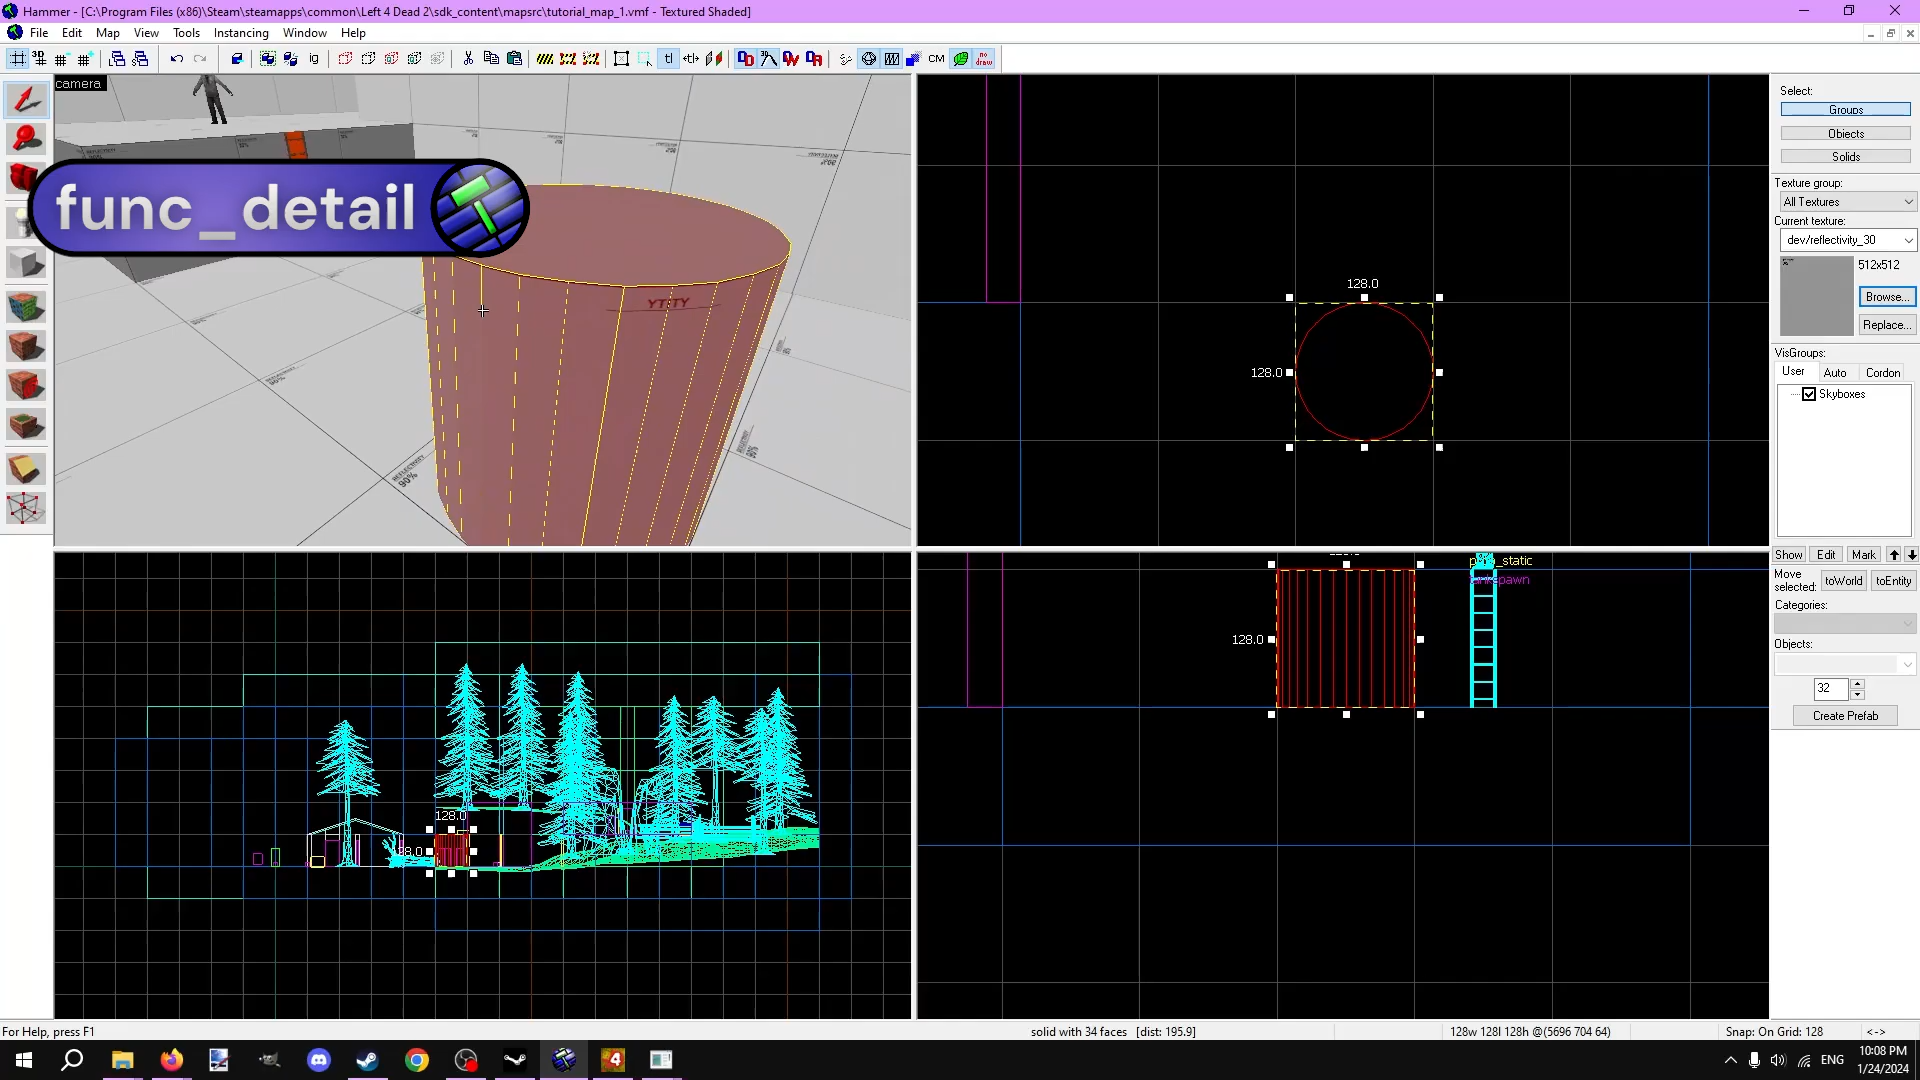 Hammer - [C:\Program Files (x86)\Steam\steamapps\common\Left 4 Dead 2\sdk_content\mapsrc\tutorial_map_1.vmf - Textured Shaded]
File Edit Map View Tools Instancing Window Help
camera
func_detail
REFLECTIVITY
90%
128.0
128.0
128.0
128.0
tankspawn
Select:
Groups
Objects
Solids
Texture group:
All Textures
Current texture:
dev/reflectivity_30
512x512
Browse...
Replace...
VisGroups:
User Auto Cordon
Skyboxes
Show Edit Mark
Move selected:
toWorld toEntity
Categories:
Objects:
32
Create Prefab
For Help, press F1
solid with 34 faces [dist: 195.9]
128w 128l 128h @(5696 704 64)
Snap: On Grid: 128
<->
ENG
10:08 PM
1/24/2024